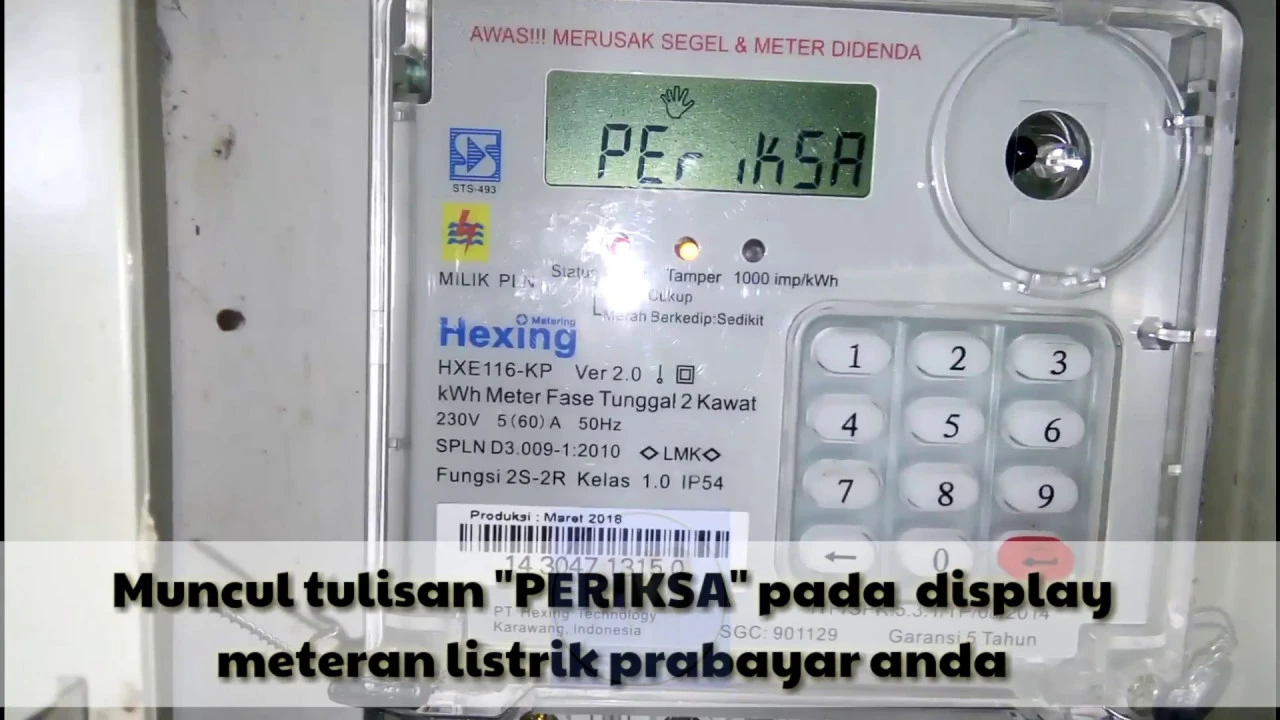 AWAS!!! MERUSAK SEGEL & METER DIDENDA
PErikSA
STS-493
MILIK PLN
Status
Tamper
1000 imp/kWh
Cukup
Merah Berkedip:Sedikit
Hexing
Metering
HXE116-KP Ver 2.0
kWh Meter Fase Tunggal 2 Kawat
230V 5(60)A 50Hz
SPLN D3.009-1:2010 LMK
Fungsi 2S-2R Kelas 1.0 IP54
Produksi : Maret 2018
14 3047 1315 0
PT Hexing Technology
Karawang, Indonesia
SGC: 901129
Garansi 5 Tahun
1 2 3
4 5 6
7 8 9
← 0
Muncul tulisan "PERIKSA" pada display
meteran listrik prabayar anda